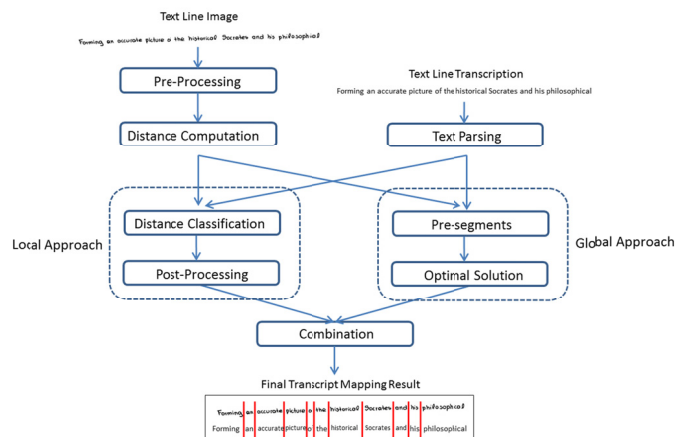 Text Line Image
Forming an accurate picture o the historical Socrates and his philosophical
Pre-Processing
Text Line Transcription
Forming an accurate picture of the historical Socrates and his philosophical
Distance Computation
Text Parsing
Distance Classification
Pre-segments
Local Approach
Global Approach
Post-Processing
Optimal Solution
Combination
Final Transcript Mapping Result
Forming an accurate picture o the historical Socrates and his philosophical
Forming an accurate picture of the historical Socrates and his philosophical